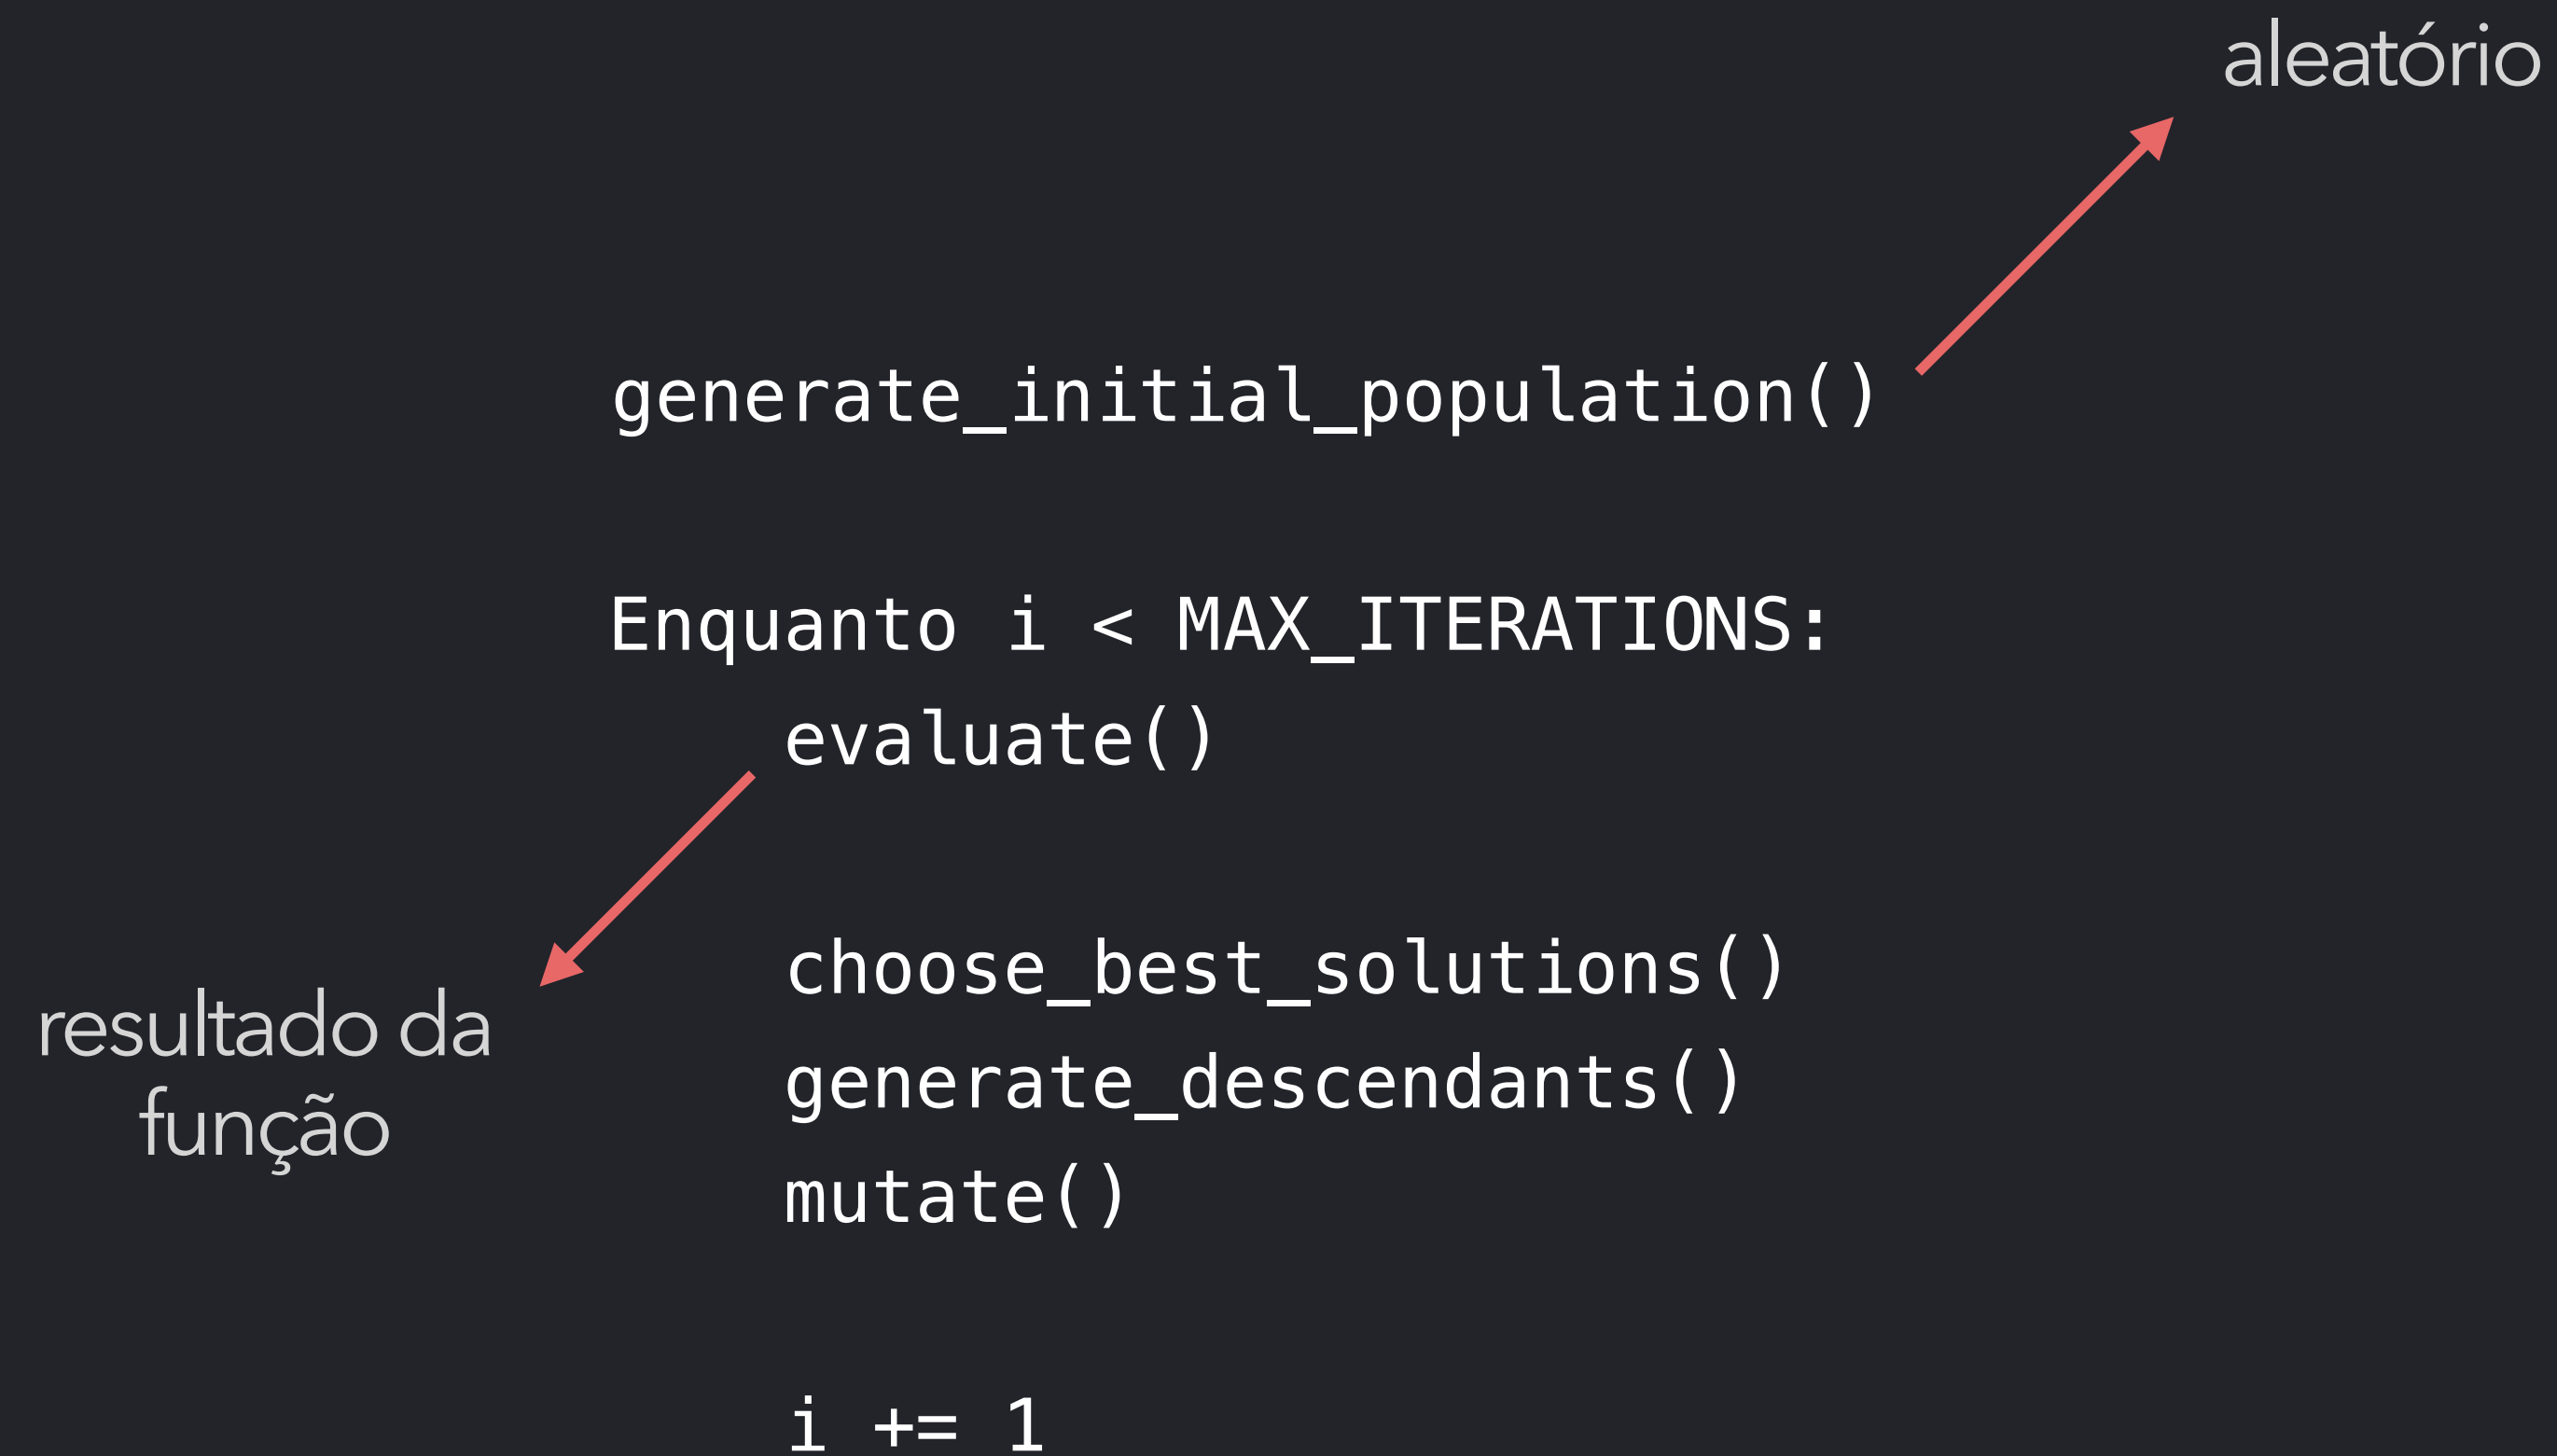 aleatório
generate_initial_population()
Enquanto i < MAX_ITERATIONS:
evaluate()
choose_best_solutions()
resultado da
função
generate_descendants()
mutate()
i += 1